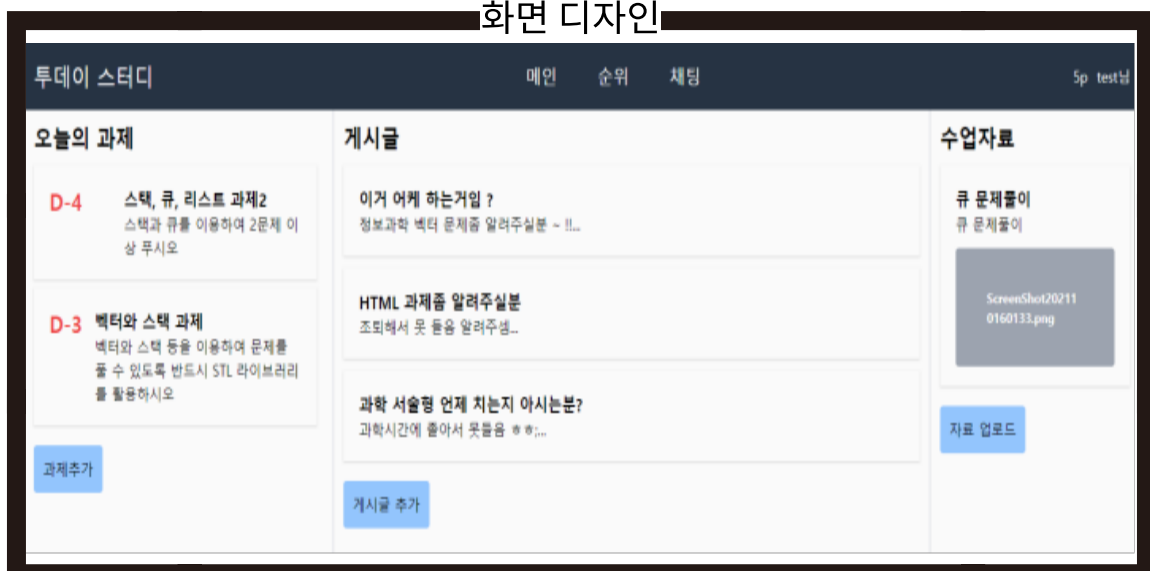 화면 디자인
투데이 스터디
메인 순위 채팅
5p test님
오늘의 과제
D-4
스택, 큐, 리스트 과제2
스택과 큐를 이용하여 2문제 이
상 푸시오
D-3
벡터와 스택 과제
벡터와 스택 등을 이용하여 문제를
풀 수 있도록 반드시 STL 라이브러리
를 활용하시오
과제추가
게시글
이거 어케 하는거임 ?
정보과학 벡터 문제좀 알려주실분 ~ !!...
HTML 과제좀 알려주실분
조퇴해서 못 들음 알려주셈...
과학 서술형 언제 치는지 아시는분?
과학시간에 졸아서 못들음 ㅎㅎ;...
게시글 추가
수업자료
큐 문제풀이
큐 문제풀이
ScreenShot20211
0160133.png
자료 업로드